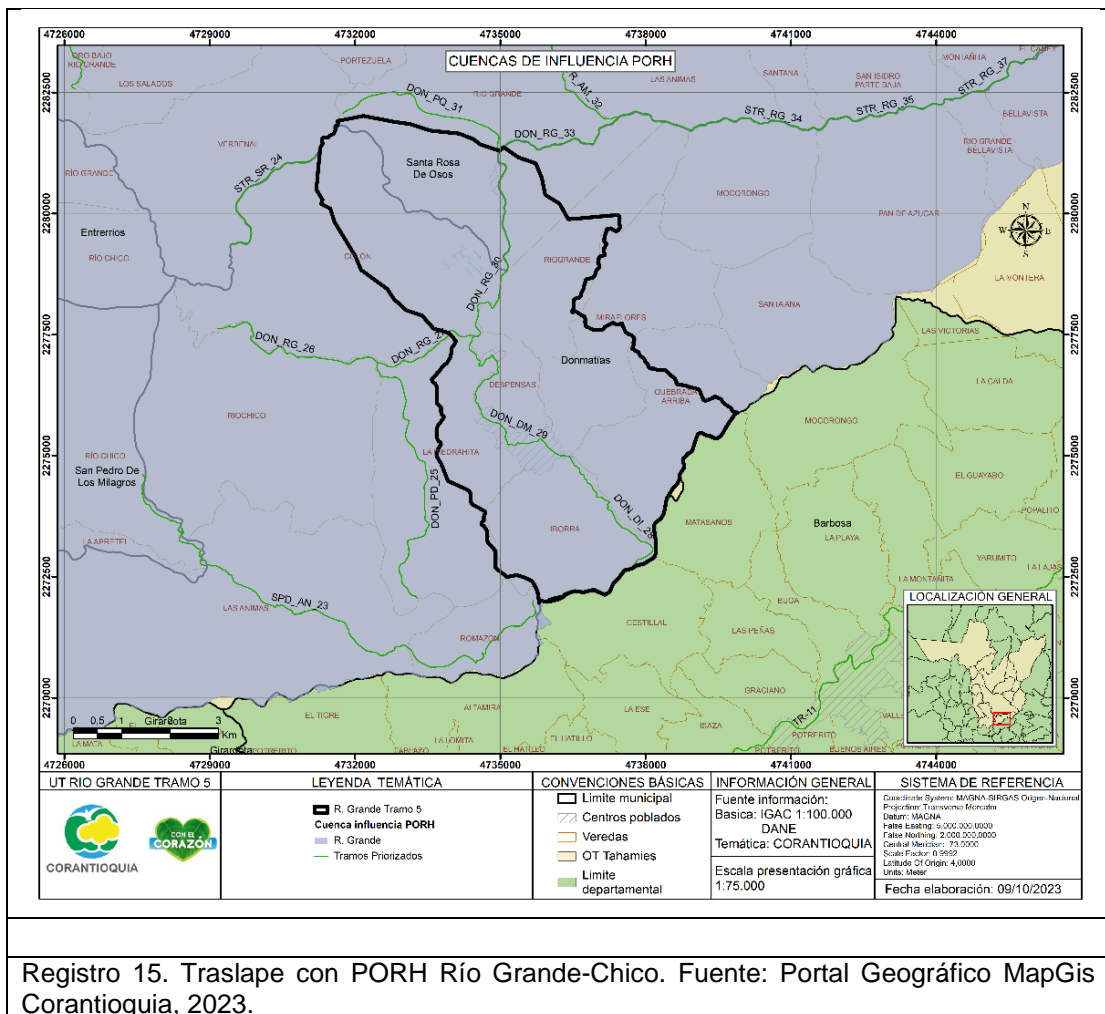 4726000 4729000 4732000 4735000 4738000 4741000 4744000
CUENCAS DE INFLUENCIA PORH
ORO BAJO
RIO GRANDE
LOS SALADOS
PORTEZUELA
RIO GRANDE
LAS ANIMAS
SANTANA
SAN ISIDRO
PARTE BAJA
MONTAÑITA
BELLAVISTA
RIO GRANDE -
BELLAVISTA
2282500
2280000
2277500
2275000
2272500
2270000
2282500
2280000
2277500
2275000
2272500
2270000
DON_PQ_31
R_AM_32
DON_RG_33
STR_RG_34
STR_RG_35
STR_RG_37
STR_SR_24
Santa Rosa
De Osos
RÍO GRANDE
Entrerrios
RÍO CHICO
MOCORONGO
PAN DE AZUCAR
N
W E
S
LA MONTERA
RIOGRANDE
DON_RG_30
SANTA ANA
MIRAFLORES
LAS VICTORIAS
DON_RG_26
DON_RG_27
Donmatías
DESPENSAS
QUEBRADA
ARRIBA
LA CALDA
MOCORONGO
RIOCHICO
DON_DM_29
RÍO CHICO
San Pedro De
Los Milagros
LA PIEDRAHITA
DON_PD_25
EL GUAYABO
POPALITO
DON_DI_28
IBORRA
MATASANOS
Barbosa
LA PLAYA
YARUMITO
LA MONTAÑITA
SPD_AN_23
LAS ANIMAS
ROMAZON
CESTILLAL
BUGA
LAS PEÑAS
LOCALIZACIÓN GENERAL
GRACIANO
EL TIGRE
ALTAMIRA
LA ESE
ISAZA
TR-11
POTRERITO
0 0.5 1 2 3
Km
Girardota
Girardota
LA MATA
POTRERITO
LA LOMITA
EL HATILLO
EL HATILLO
POTRERITO
BUENOS AIRES
4726000 4729000 4732000 4735000 4738000 4741000 4744000
UT RIO GRANDE TRAMO 5
CORANTIOQUIA
CON EL
CORAZÓN
LEYENDA TEMÁTICA
R. Grande Tramo 5
Cuenca influencia PORH
R. Grande
Tramos Priorizados
CONVENCIONES BÁSICAS
Limite municipal
Centros poblados
Veredas
OT Tahamies
Limite
departamental
INFORMACIÓN GENERAL
Fuente información:
Basica: IGAC 1:100.000
DANE
Temática: CORANTIOQUIA
Escala presentación gráfica
1:75.000
SISTEMA DE REFERENCIA
Coordinate System: MAGNA-SIRGAS Origen-Nacional
Projection: Transverse Mercator
Datum: MAGNA
False Easting: 5.000.000,0000
False Northing: 2.000.000,0000
Central Meridian: -73,0000
Scale Factor: 0,9992
Latitude Of Origin: 4,0000
Units: Meter
Fecha elaboración: 09/10/2023
Registro 15. Traslape con PORH Río Grande-Chico. Fuente: Portal Geográfico MapGis
Corantioquia, 2023.